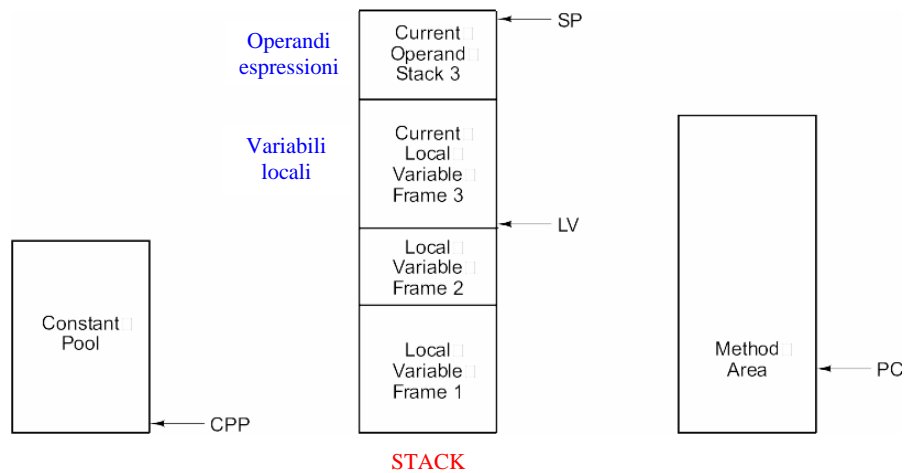 Operandi
espressioni
Current
Operand
Stack 3
SP
Variabili
locali
Current
Local
Variable
Frame 3
LV
Local
Variable
Frame 2
Constant
Pool
CPP
Local
Variable
Frame 1
Method
Area
PC
STACK